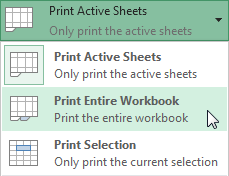 Print Active Sheets
Only print the active sheets
Print Active Sheets
Only print the active sheets
Print Entire Workbook
Print the entire workbook
Print Selection
Only print the current selection